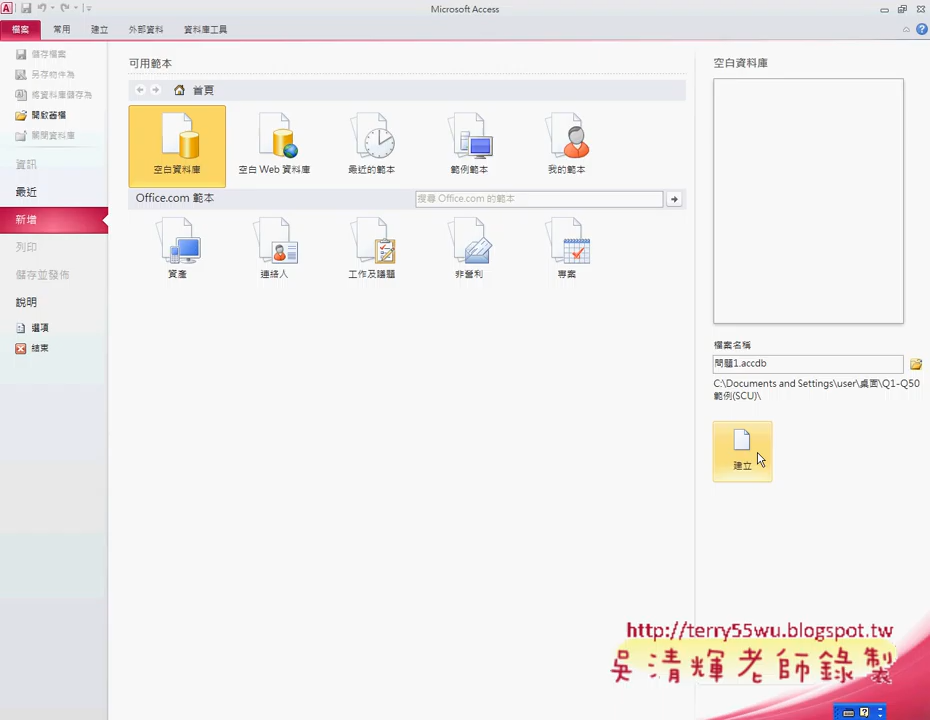 Microsoft Access
檔案 常用 建立 外部資料 資料庫工具
儲存檔案
另存物件為
將資料庫儲存為
開啟舊檔
關閉資料庫
資訊
最近
新增
列印
儲存並發佈
說明
選項
結束
可用範本
首頁
空白資料庫 空白 Web 資料庫 最近的範本 範例範本 我的範本
Office.com 範本 搜尋 Office.com 的範本
資產 連絡人 工作及議題 非營利 專案
空白資料庫
檔案名稱
問題1.accdb
C:\Documents and Settings\user\桌面\Q1-Q50
範例(SCU)\
建立
http://terry55wu.blogspot.tw
吳清輝老師錄製